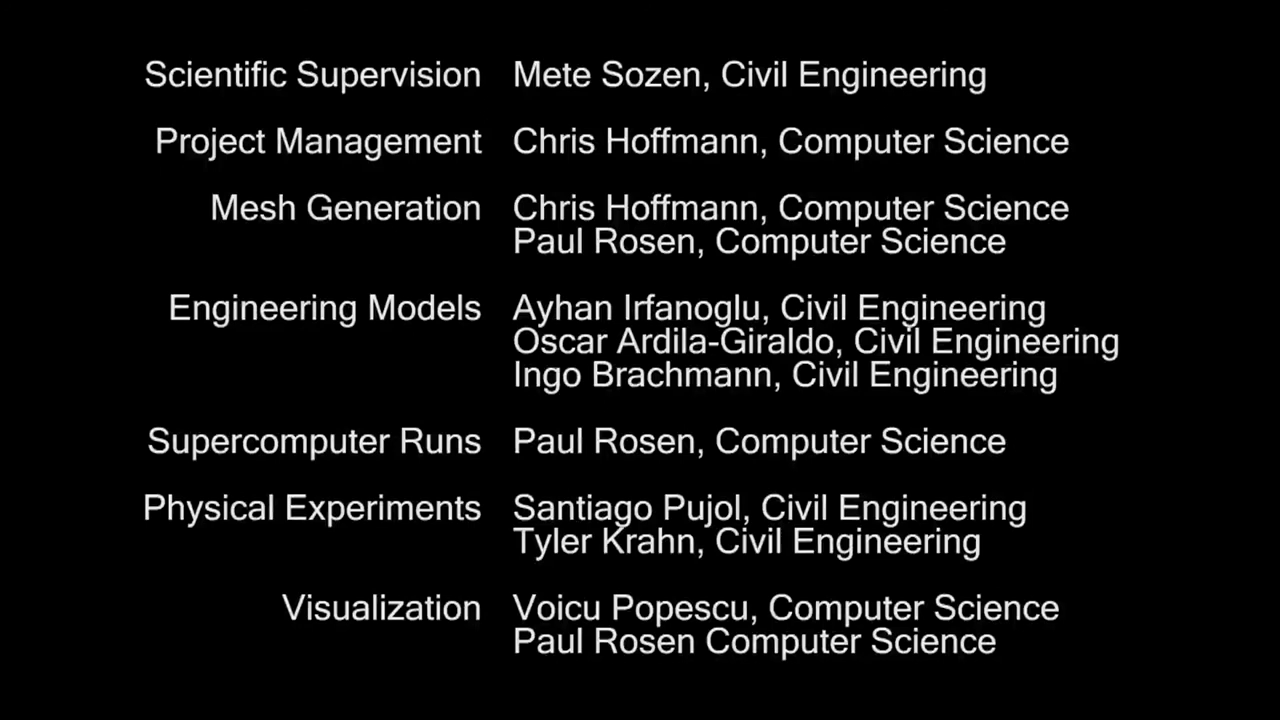 Scientific Supervision Mete Sozen, Civil Engineering
Project Management Chris Hoffmann, Computer Science
Mesh Generation Chris Hoffmann, Computer Science
Paul Rosen, Computer Science
Engineering Models Ayhan Irfanoglu, Civil Engineering
Oscar Ardila-Giraldo, Civil Engineering
Ingo Brachmann, Civil Engineering
Supercomputer Runs Paul Rosen, Computer Science
Physical Experiments Santiago Pujol, Civil Engineering
Tyler Krahn, Civil Engineering
Visualization Voicu Popescu, Computer Science
Paul Rosen Computer Science